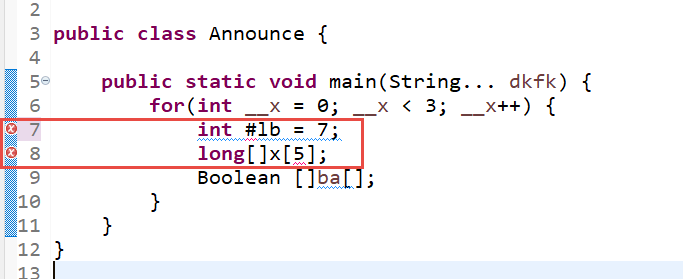 2
3 public class Announce {
4
5 public static void main(String... dkfk) {
6 for(int __x = 0; __x < 3; __x++) {
7 int #lb = 7;
8 long[]x[5];
9 Boolean []ba[];
10 }
11 }
12 }
13